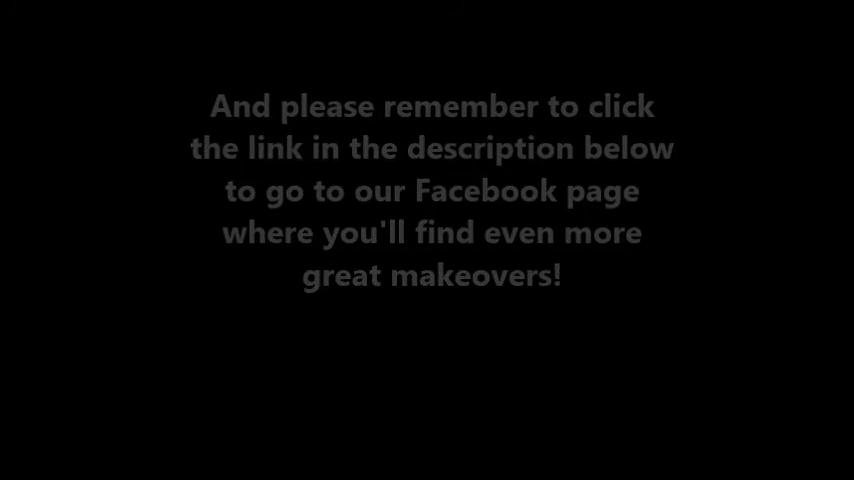 And please remember to click
the link in the description below
to go to our Facebook page
where you'll find even more
great makeovers!